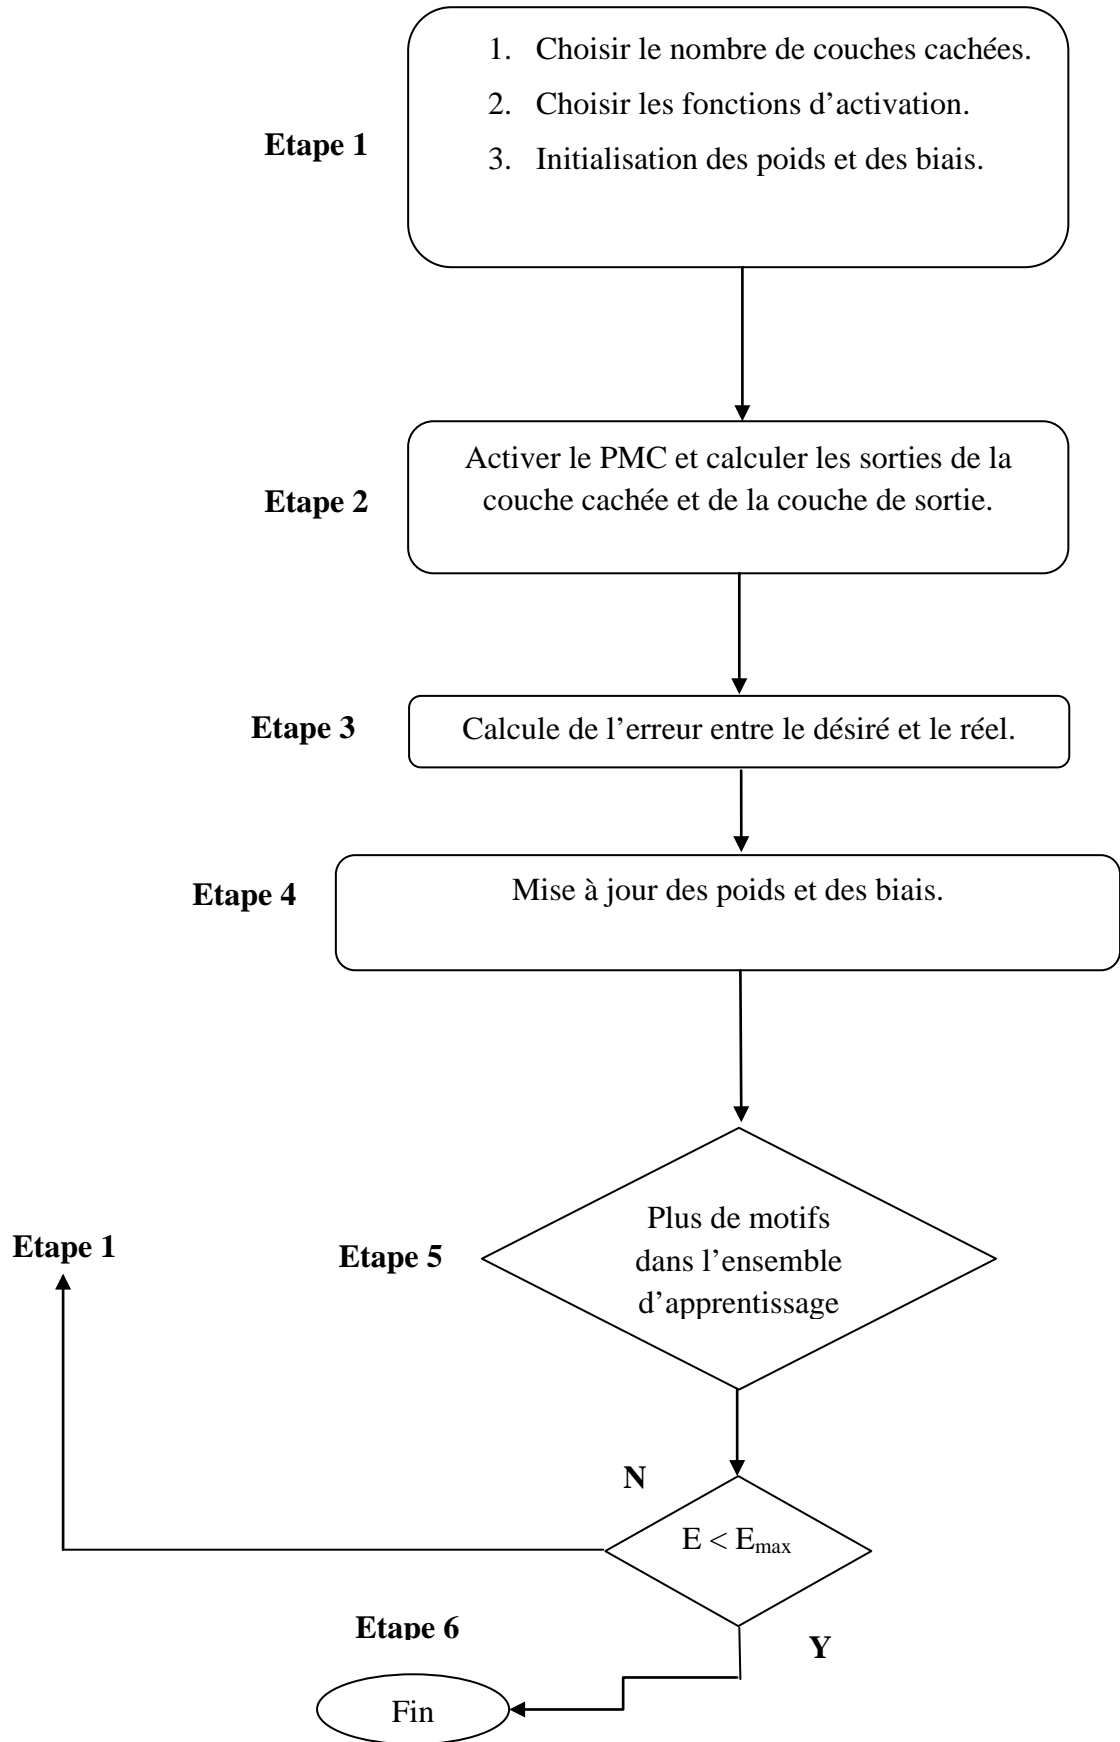 1. Choisir le nombre de couches cachées.
2. Choisir les fonctions d’activation.
Etape 1
3. Initialisation des poids et des biais.
Activer le PMC et calculer les sorties de la
Etape 2
couche cachée et de la couche de sortie.
Etape 3
Calcule de l’erreur entre le désiré et le réel.
Etape 4
Mise à jour des poids et des biais.
Plus de motifs
dans l’ensemble
d’apprentissage
Etape 1
Etape 5
N
E < Emax
Etape 6
Y
Fin